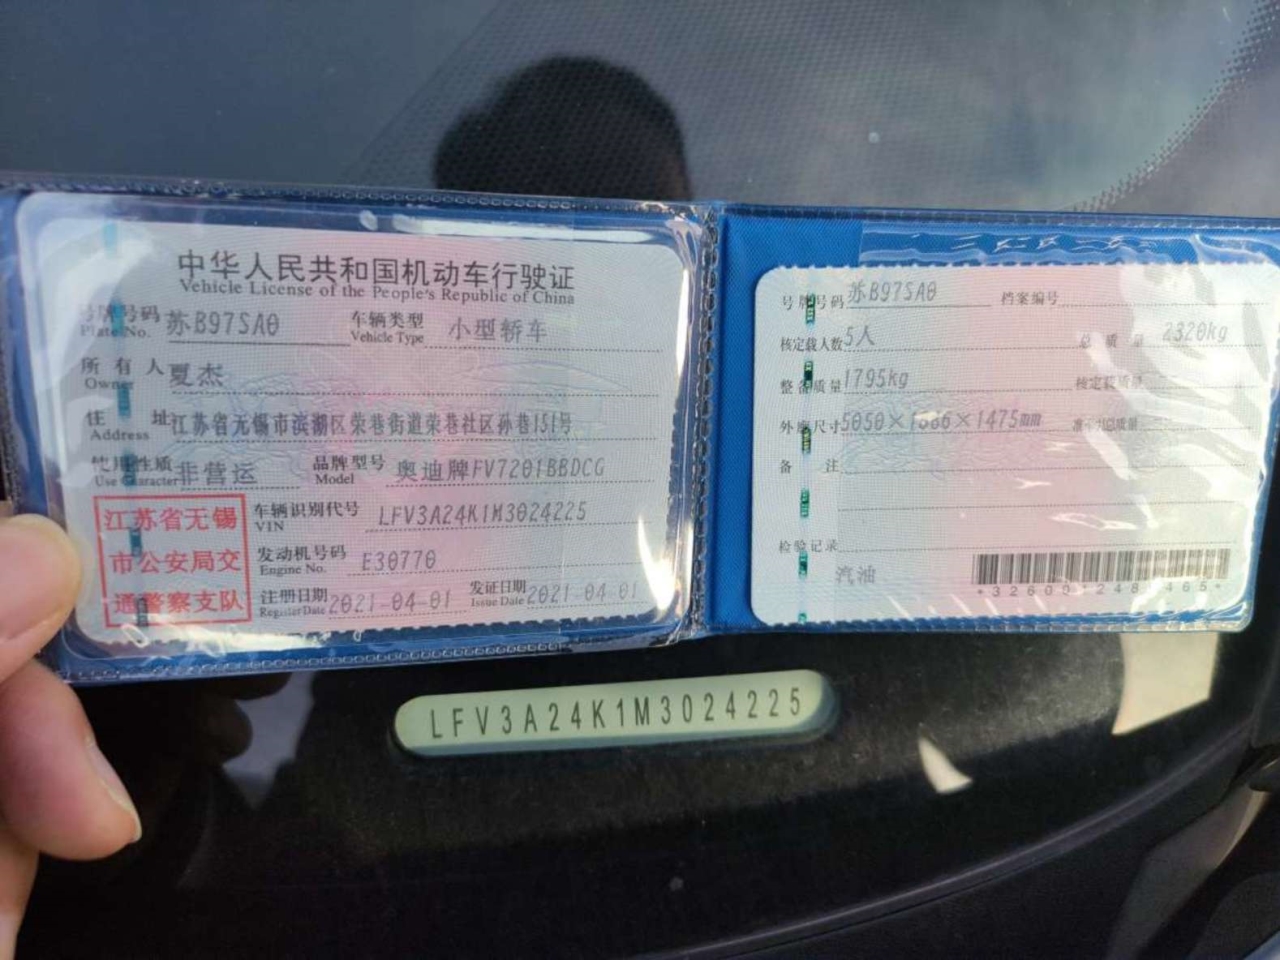 中华人民共和国机动车行驶证
Vehicle License of the People's Republic of China
号牌号码 苏B97SA0 车辆类型 小型轿车
Plate No. Vehicle Type
所有人 夏杰
Owner
住址 江苏省无锡市滨湖区荣巷街道荣巷社区孙巷151号
Address
使用性质 非营运 品牌型号 奥迪牌FV7201BBDCG
Use Character Model
江苏省无锡
市公安局交
通警察支队
车辆识别代号 LFV3A24K1M3024225
VIN
发动机号码 E30770
Engine No.
注册日期 2021-04-01 发证日期 2021-04-01
Register Date Issue Date
号牌号码 苏B97SA0 档案编号
核定载人数 5人 总质量 2320kg
整备质量 1795kg 核定载质量
外廓尺寸 5050×1886×1475mm 准牵引总质量
备注
检验记录
汽油
LFV3A24K1M3024225